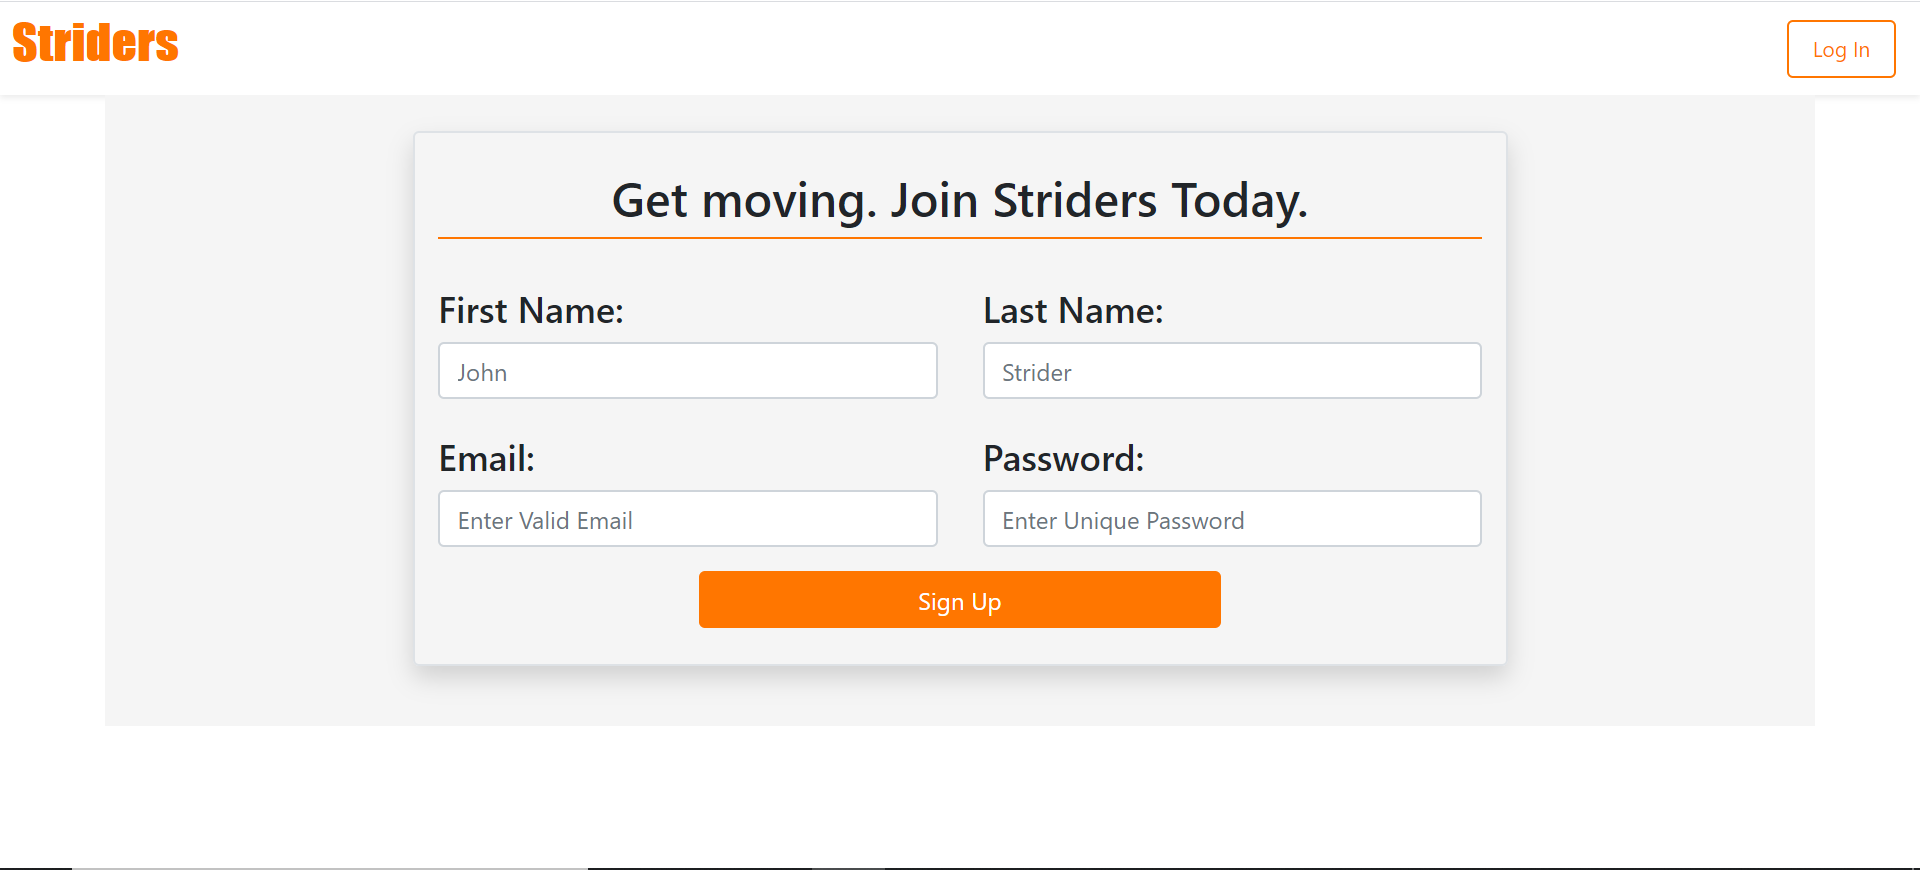 Striders
Log In
Get moving. Join Striders Today.
First Name:
Last Name:
John
Strider
Email:
Password:
Enter Valid Email
Enter Unique Password
Sign Up